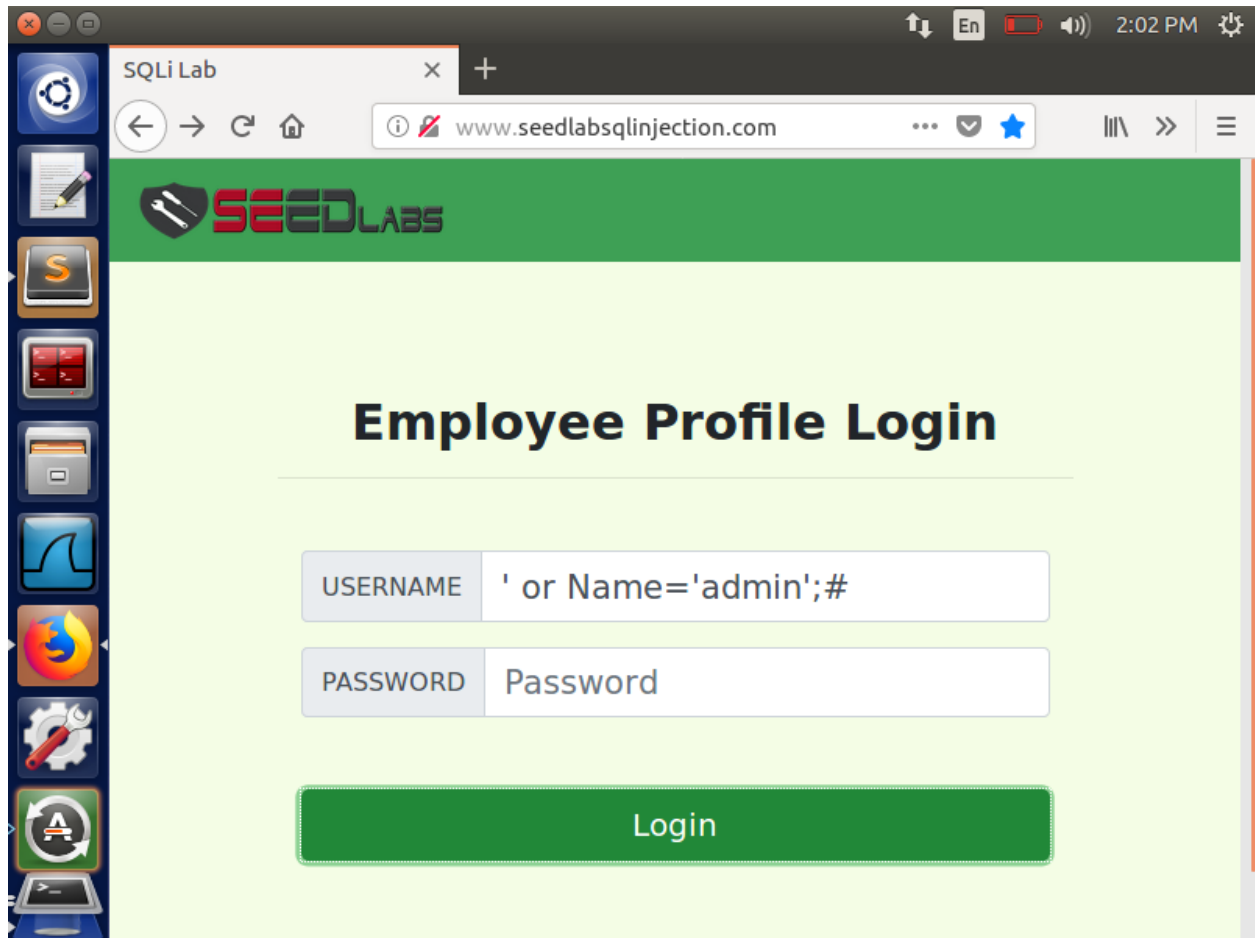 En 2:02 PM
SQLi Lab
www.seedlabsqlinjection.com
SEEDLABS
Employee Profile Login
USERNAME ' or Name='admin';#
PASSWORD Password
Login